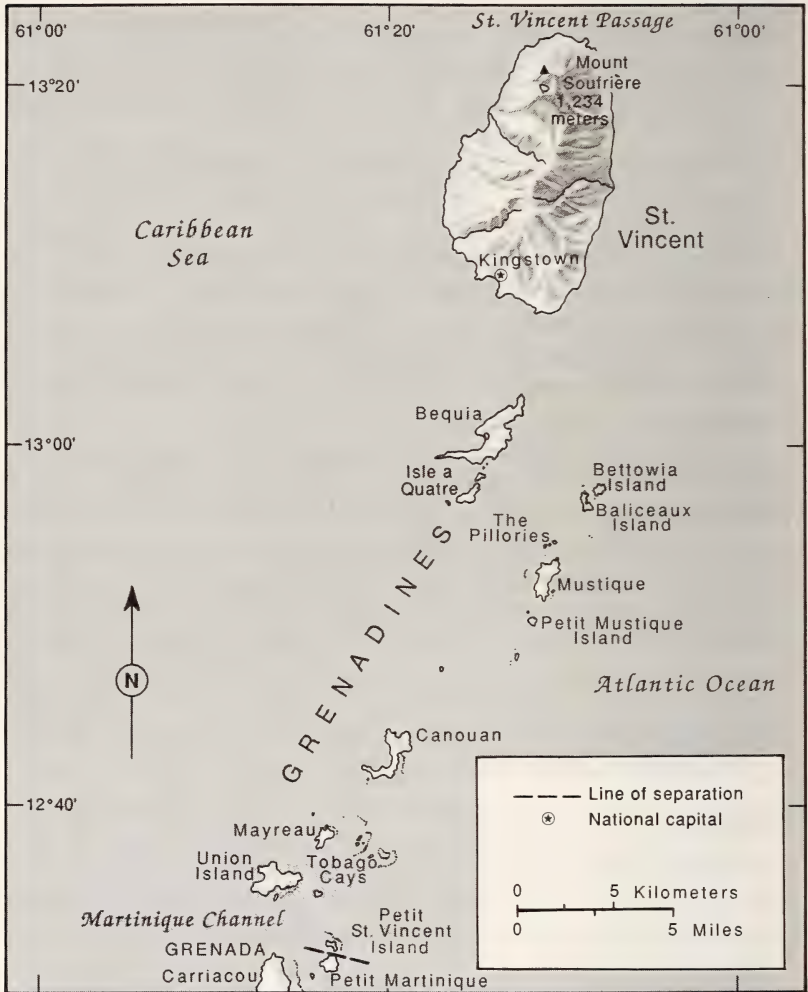 61°00'
61°20'
St. Vincent Passage
61°00'
13°20'
Mount
Soufrière
1,234
meters
Caribbean
Sea
St.
Vincent
Kingstown
Bequia
13°00'
Isle a
Quatre
Bettowia
Island
Baliceaux
Island
The
Pillories
Mustique
Petit Mustique
Island
GRENADINES
N
Atlantic Ocean
Canouan
12°40'
Mayreau
Union
Island
Tobago
Cays
Martinique Channel
Petit
St. Vincent
Island
GRENADA
Carriacou
Petit Martinique
Line of separation
National capital
0 5 Kilometers
0 5 Miles